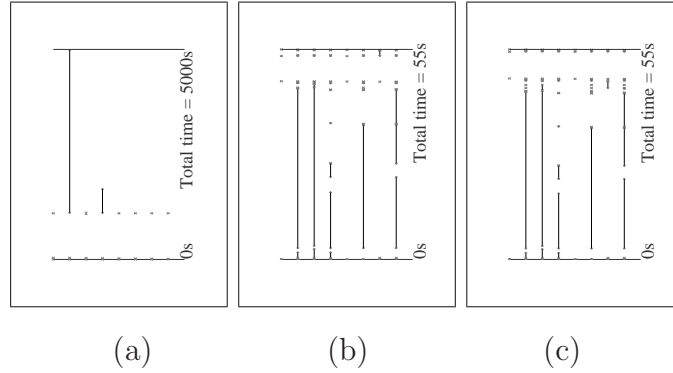 Total time = 5000s
0s
Total time = 55s
0s
Total time = 55s
0s
(a)
(b)
(c)